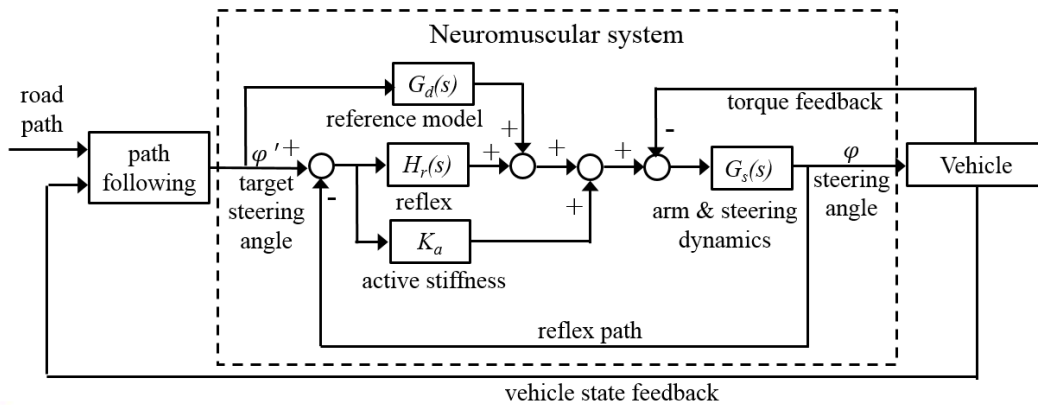 Neuromuscular system
road
path
path
following
φ '
target
steering
angle
+
-
G_d(s)
reference model
H_r(s)
reflex
K_a
active stiffness
+
+
+
+
+
-
torque feedback
G_s(s)
arm & steering
dynamics
φ
steering
angle
Vehicle
reflex path
vehicle state feedback